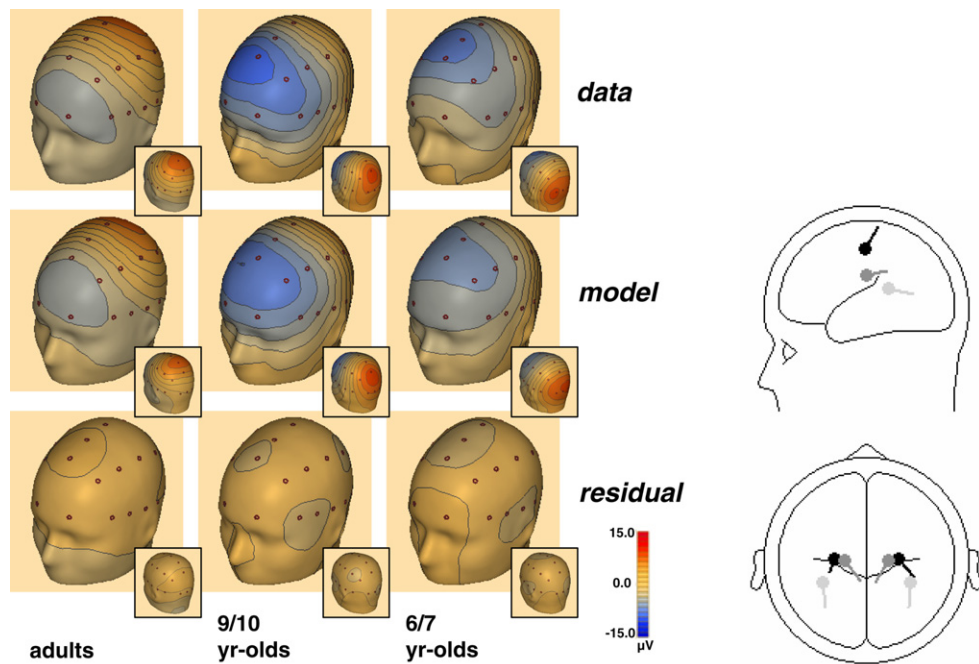 data
model
residual
15.0
0.0
-15.0
µV
adults
9/10
yr-olds
6/7
yr-olds